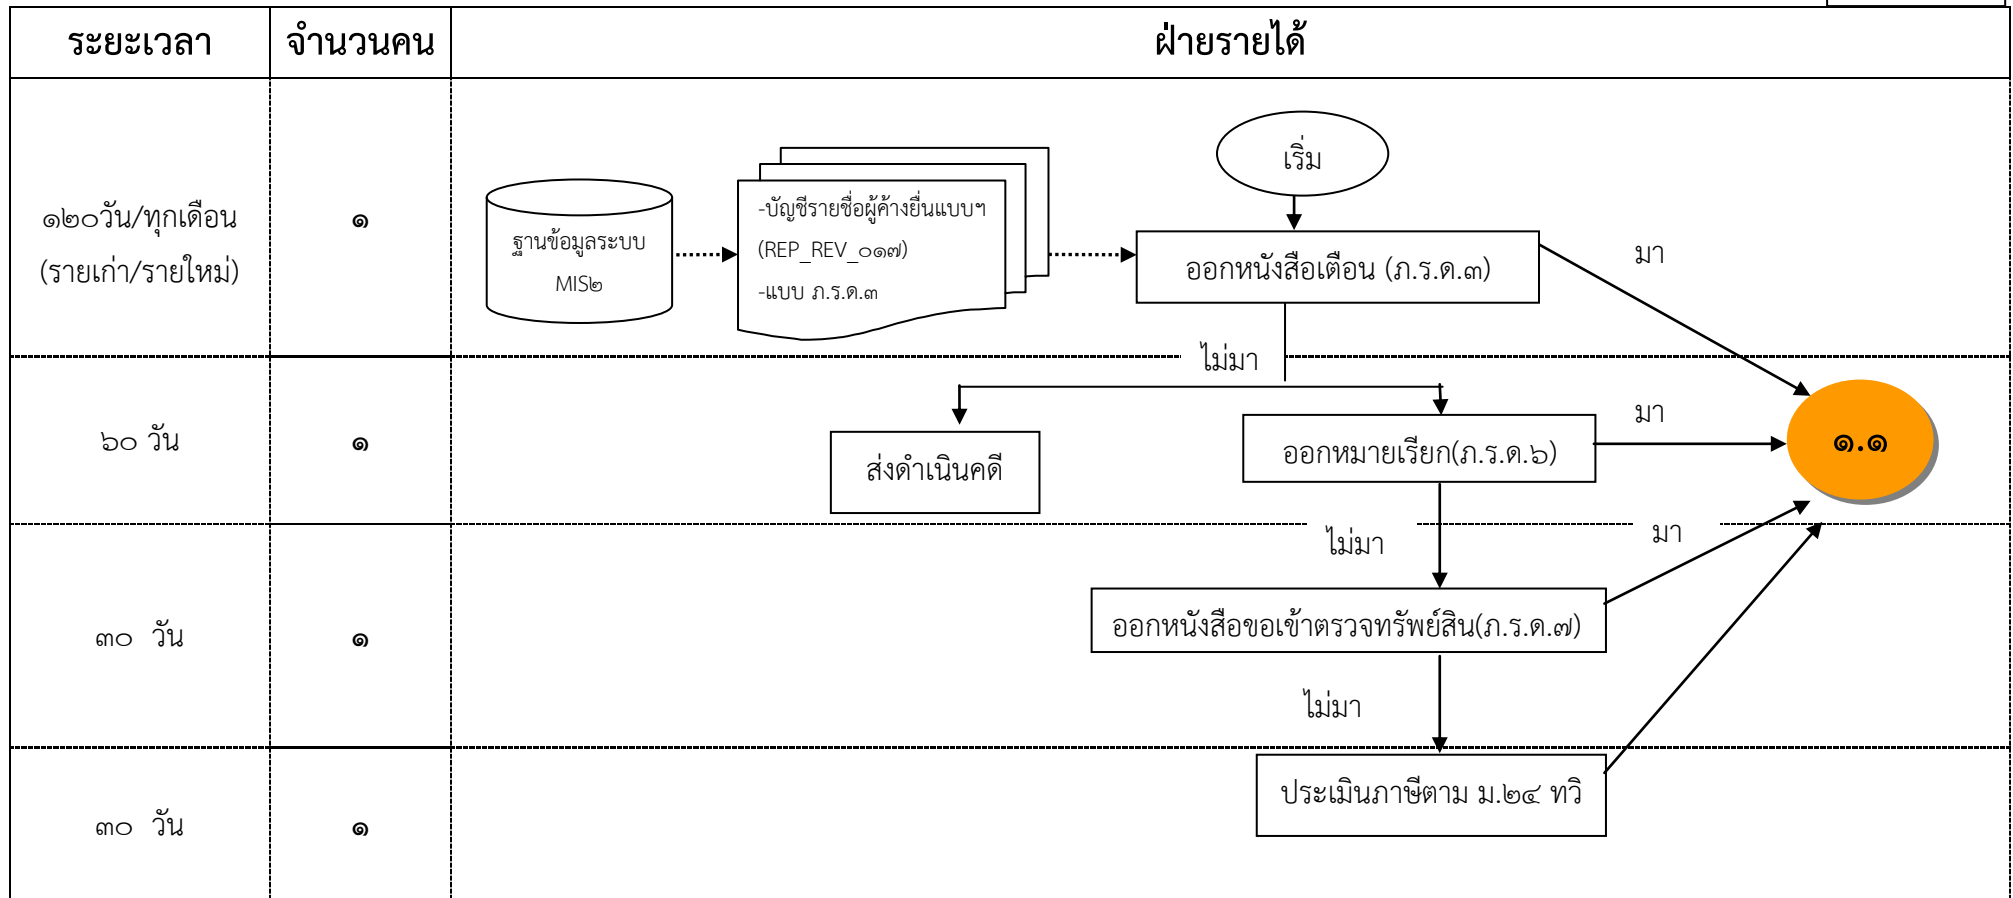 ระยะเวลา
จำนวนคน
ฝ่ายรายได้
เริ่ม
๑๒๐วัน/ทุกเดือน
(รายเก่า/รายใหม่)
๑
ฐานข้อมูลระบบ
MIS๒
-บัญชีรายชื่อผู้ค้างยื่นแบบฯ
(REP_REV_๐๑๗)
-แบบ ภ.ร.ด.๓
ออกหนังสือเตือน (ภ.ร.ด.๓)
มา
ไม่มา
๖๐ วัน
๑
ส่งดำเนินคดี
ออกหมายเรียก(ภ.ร.ด.๖)
มา
๑.๑
ไม่มา
มา
๓๐ วัน
๑
ออกหนังสือขอเข้าตรวจทรัพย์สิน(ภ.ร.ด.๗)
ไม่มา
๓๐ วัน
๑
ประเมินภาษีตาม ม.๒๔ ทวิ